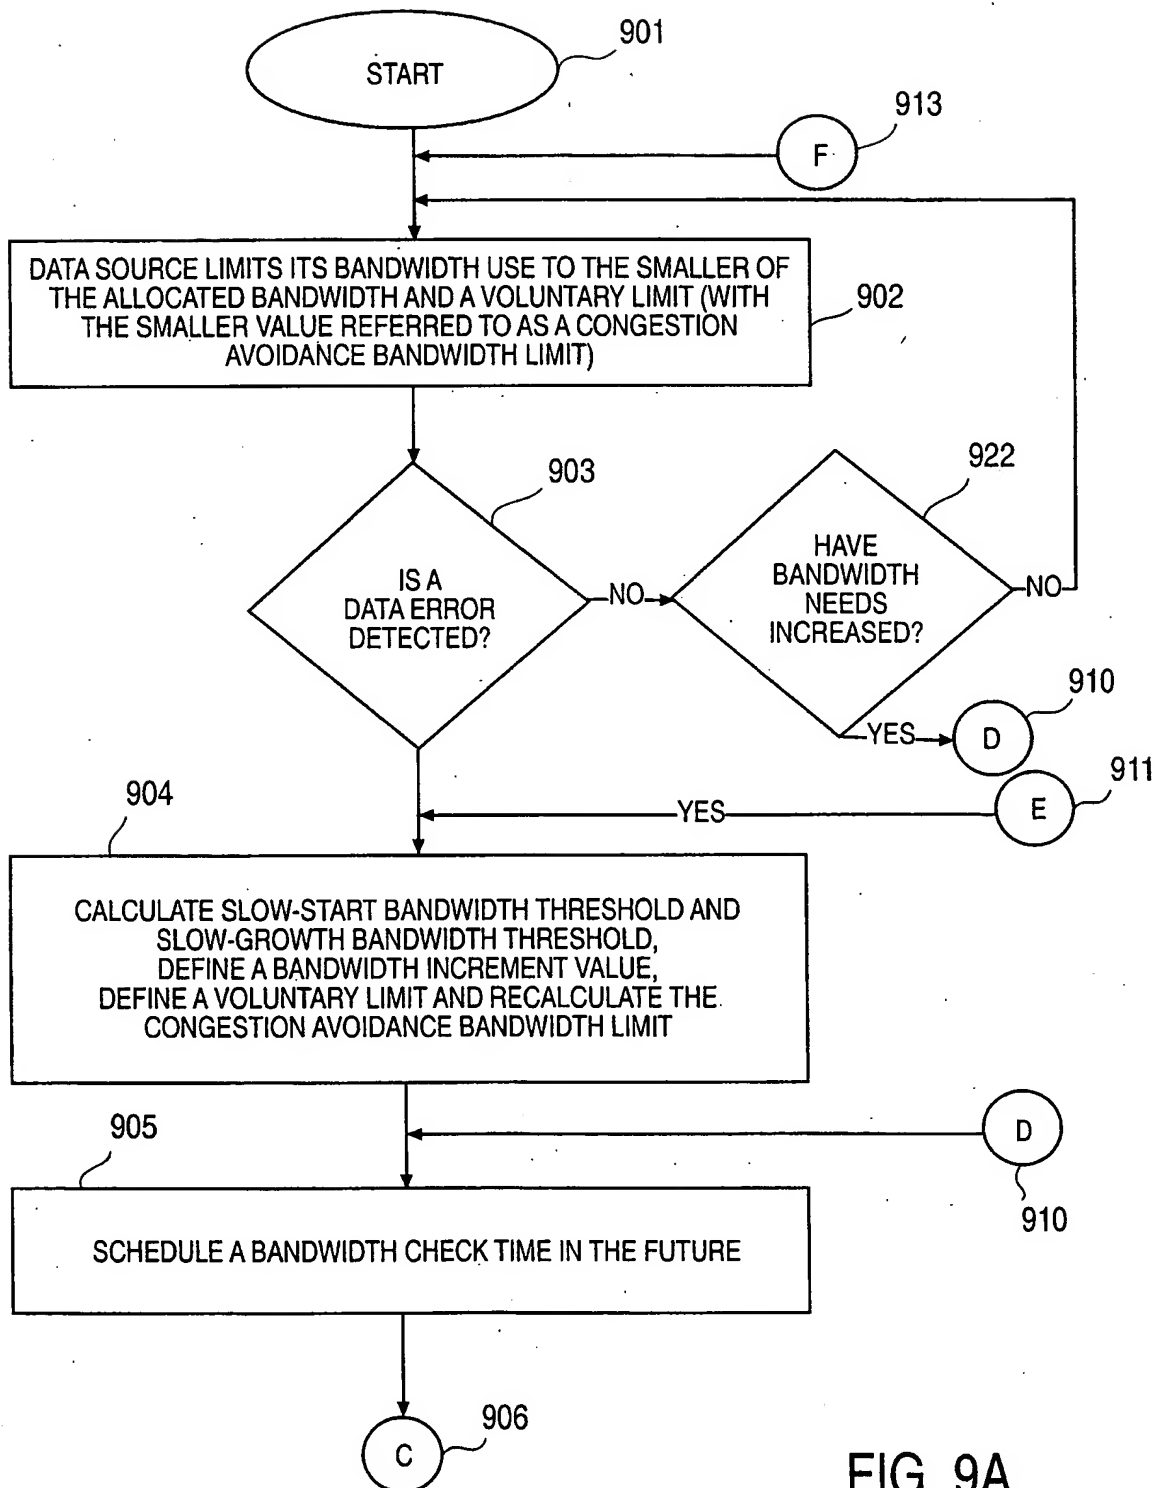 901
START
913
F
DATA SOURCE LIMITS ITS BANDWIDTH USE TO THE SMALLER OF
THE ALLOCATED BANDWIDTH AND A VOLUNTARY LIMIT (WITH
THE SMALLER VALUE REFERRED TO AS A CONGESTION
AVOIDANCE BANDWIDTH LIMIT)
902
903
922
IS A
DATA ERROR
DETECTED?
NO
HAVE
BANDWIDTH
NEEDS
INCREASED?
NO
910
YES
D
911
904
YES
E
CALCULATE SLOW-START BANDWIDTH THRESHOLD AND
SLOW-GROWTH BANDWIDTH THRESHOLD,
DEFINE A BANDWIDTH INCREMENT VALUE,
DEFINE A VOLUNTARY LIMIT AND RECALCULATE THE
CONGESTION AVOIDANCE BANDWIDTH LIMIT
905
D
910
SCHEDULE A BANDWIDTH CHECK TIME IN THE FUTURE
906
C
FIG. 9A